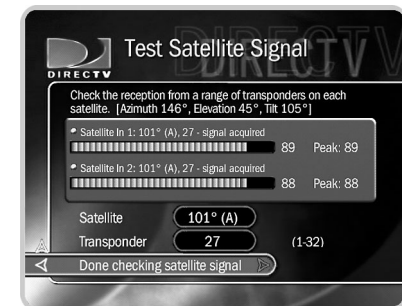 DIRECTV
Test Satellite Signal
Check the reception from a range of transponders on each
satellite. [Azimuth 146°, Elevation 45°, Tilt 105°]
Satellite In 1: 101° (A), 27 - signal acquired
89 Peak: 89
Satellite In 2: 101° (A), 27 - signal acquired
88 Peak: 88
Satellite 101° (A)
Transponder 27 (1-32)
Done checking satellite signal
DIRECTV